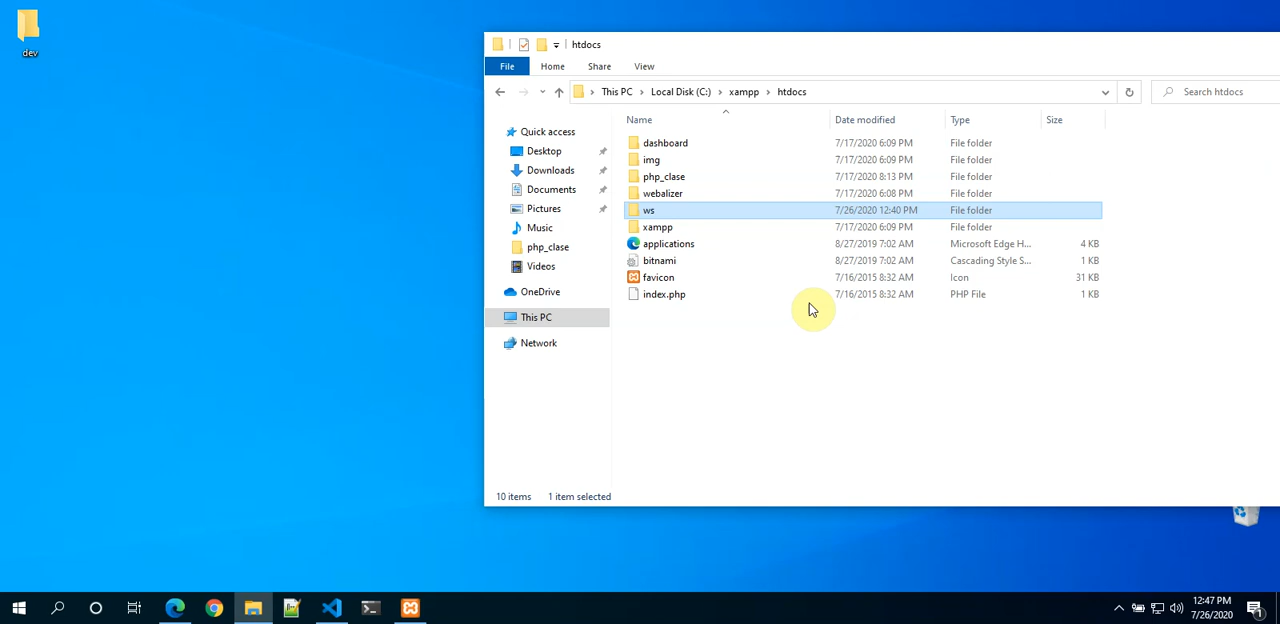 dev
htdocs
File Home Share View
This PC Local Disk (C:) xampp htdocs Search htdocs
Name Date modified Type Size
Quick access
Desktop
Downloads
Documents
Pictures
Music
php_clase
Videos
OneDrive
This PC
Network
dashboard 7/17/2020 6:09 PM File folder
img 7/17/2020 6:09 PM File folder
php_clase 7/17/2020 8:13 PM File folder
webalizer 7/17/2020 6:08 PM File folder
ws 7/26/2020 12:40 PM File folder
xampp 7/17/2020 6:09 PM File folder
applications 8/27/2019 7:02 AM Microsoft Edge H... 4 KB
bitnami 8/27/2019 7:02 AM Cascading Style S... 1 KB
favicon 7/16/2015 8:32 AM Icon 31 KB
index.php 7/16/2015 8:32 AM PHP File 1 KB
10 items 1 item selected
12:47 PM
7/26/2020
1